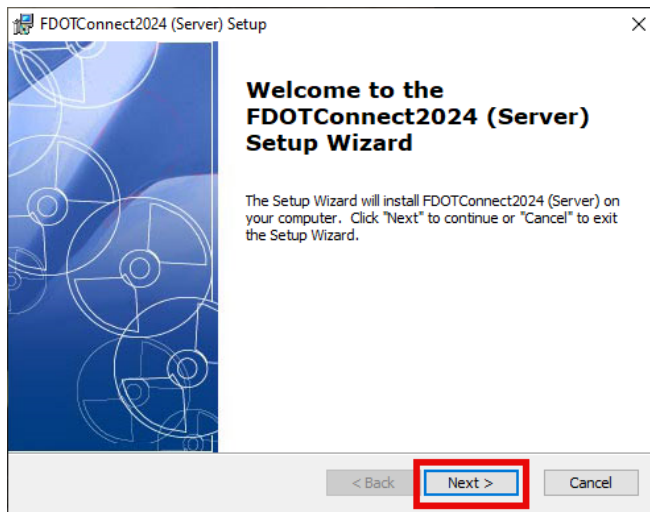 FDOTConnect2024 (Server) Setup
Welcome to the
FDOTConnect2024 (Server)
Setup Wizard
The Setup Wizard will install FDOTConnect2024 (Server) on
your computer.  Click "Next" to continue or "Cancel" to exit
the Setup Wizard.
< Back
Next >
Cancel